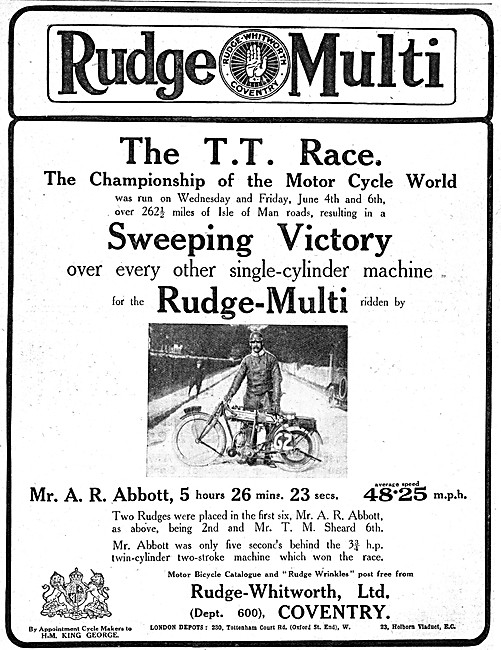 Rudge Multi
RUDGE-WHITWORTH
COVENTRY
The T.T. Race.
The Championship of the Motor Cycle World
was run on Wednesday and Friday, June 4th and 6th,
over 262½ miles of Isle of Man roads, resulting in a
Sweeping Victory
over every other single-cylinder machine
for the Rudge-Multi ridden by
62
Mr. A. R. Abbott, 5 hours 26 mins. 23 secs. average speed 48·25 m.p.h.
Two Rudges were placed in the first six, Mr. A. R. Abbott,
as above, being 2nd and Mr. T. M. Sheard 6th.
Mr. Abbott was only five seconc's behind the 3¾ h.p.
twin-cylinder two-stroke machine which won the race.
Motor Bicycle Catalogue and "Rudge Wrinkles" post free from
Rudge-Whitworth, Ltd.
(Dept. 600), COVENTRY.
By Appointment Cycle Makers to
H.M. KING GEORGE.
LONDON DEPOTS: 230, Tottenham Court Rd. (Oxford St. End), W. 23, Holborn Viaduct, E.C.